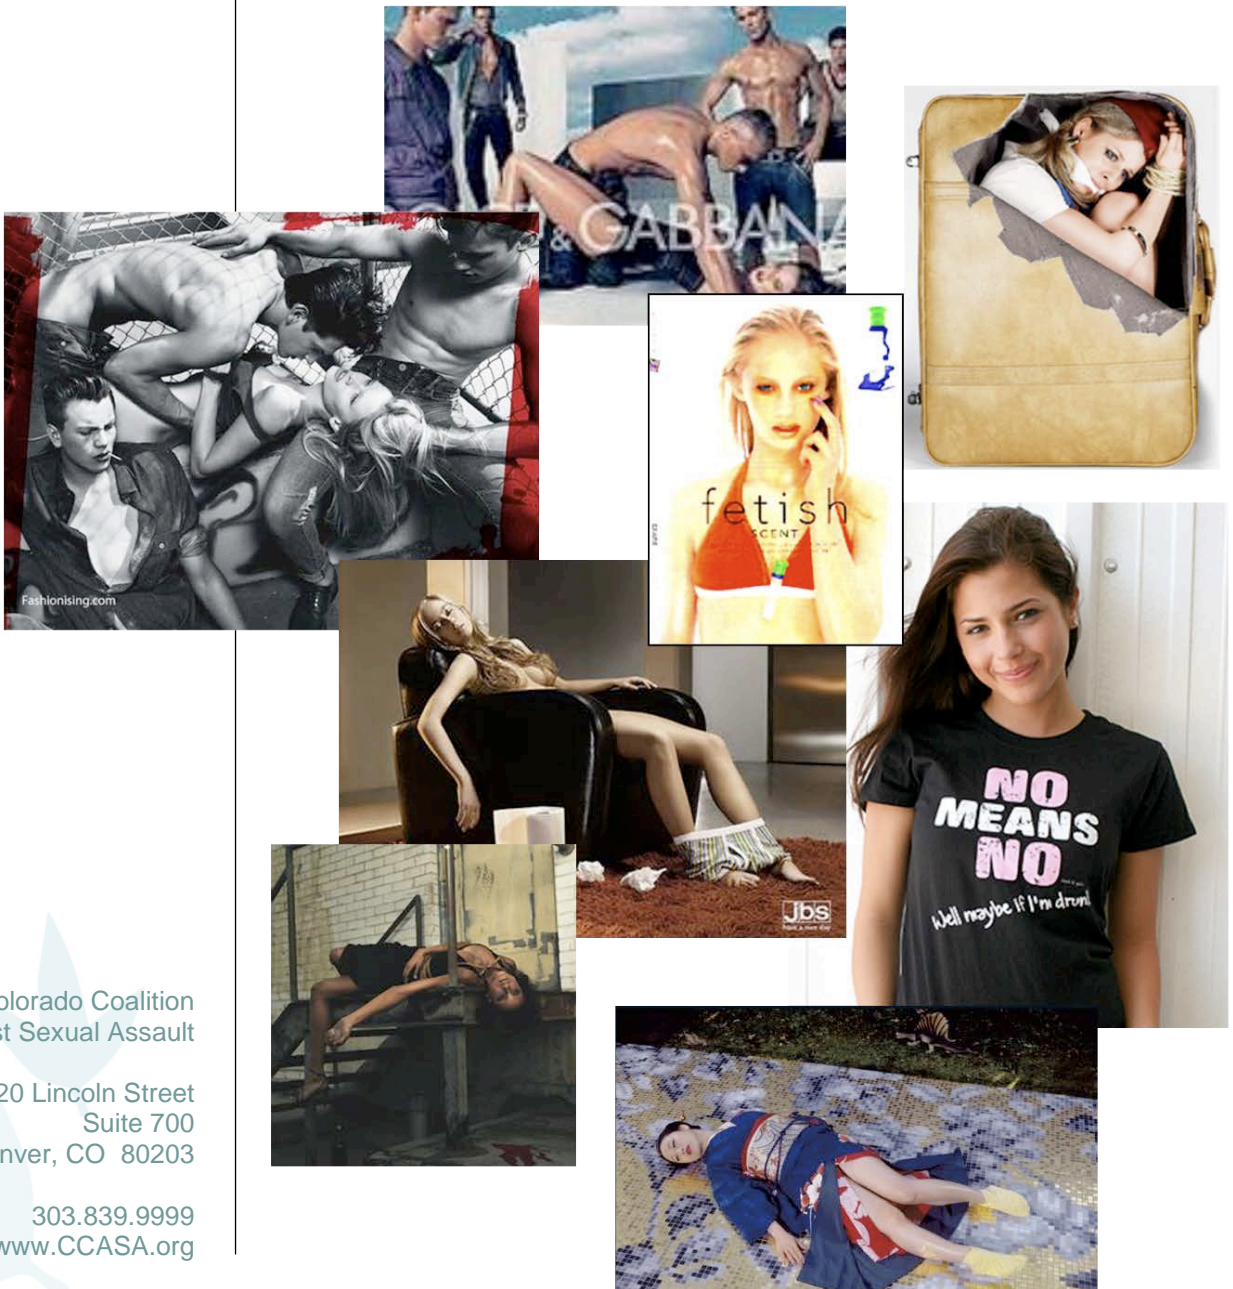 & GABBANA
Fashionising.com
fetish
SCENT
NO
MEANS
NO
Well maybe if I'm drunk
jbs
olorado Coalition
st Sexual Assault
20 Lincoln Street
Suite 700
nver, CO 80203
303.839.9999
www.CCASA.org